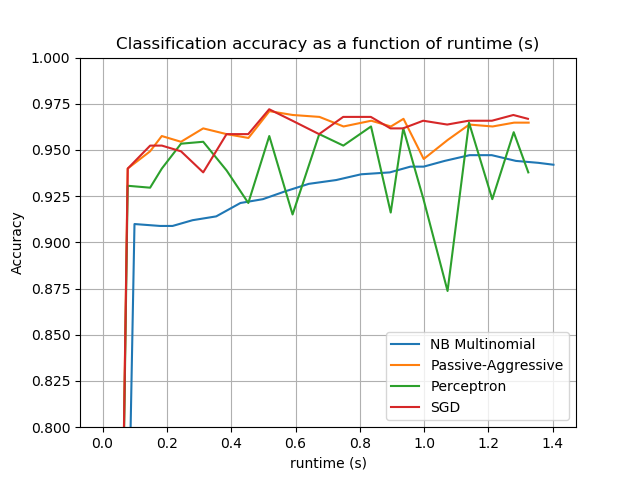 Classification accuracy as a function of runtime (s)
1.000
0.975
0.950
0.925
0.900
0.875
0.850
0.825
0.800
Accuracy
0.0 0.2 0.4 0.6 0.8 1.0 1.2 1.4
runtime (s)
NB Multinomial
Passive-Aggressive
Perceptron
SGD